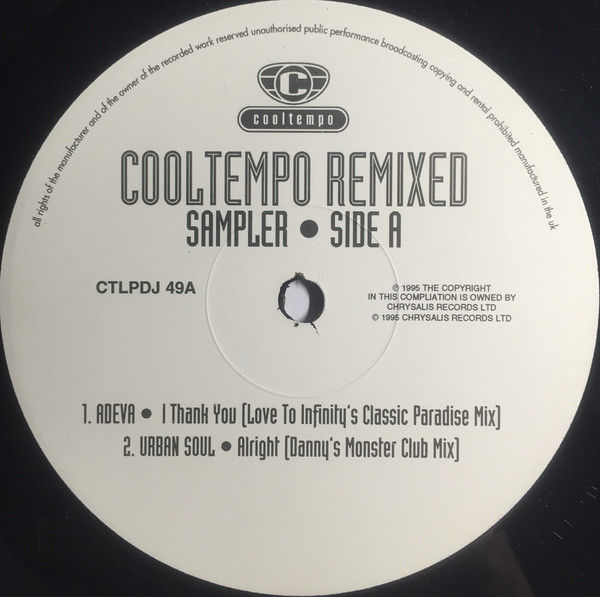 all rights of the manufacturer and of the owner of the recorded work reserved unauthorised public performance broadcasting copying and rental prohibited manufactured in the uk
C
cooltempo
COOLTEMPO REMIXED
SAMPLER • SIDE A
CTLPDJ 49A
℗ 1995 THE COPYRIGHT
IN THIS COMPLIATION IS OWNED BY
CHRYSALIS RECORDS LTD
© 1995 CHRYSALIS RECORDS LTD
1. ADEVA • I Thank You [Love To Infinity's Classic Paradise Mix]
2. URBAN SOUL • Alright [Danny's Monster Club Mix]